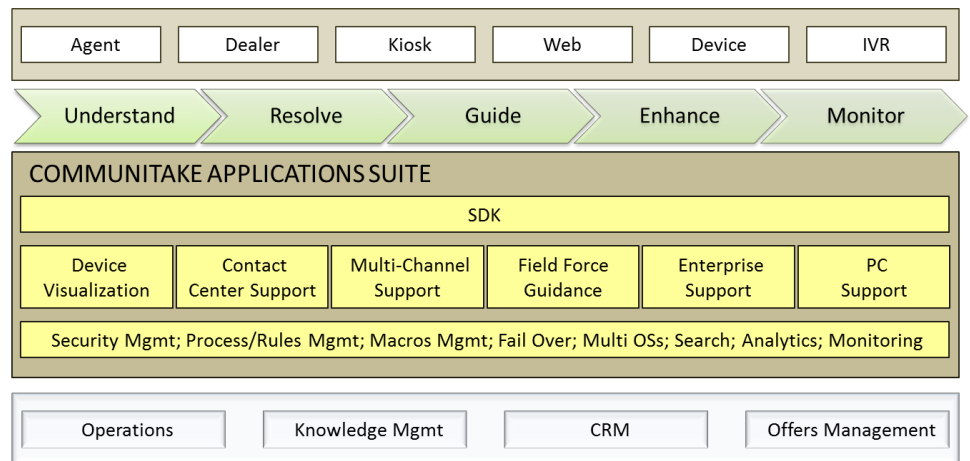 Agent Dealer Kiosk Web Device IVR
Understand Resolve Guide Enhance Monitor
COMMUNITAKE APPLICATIONS SUITE
SDK
Device Visualization
Contact Center Support
Multi-Channel Support
Field Force Guidance
Enterprise Support
PC Support
Security Mgmt; Process/Rules Mgmt; Macros Mgmt; Fail Over; Multi OSs; Search; Analytics; Monitoring
Operations Knowledge Mgmt CRM Offers Management